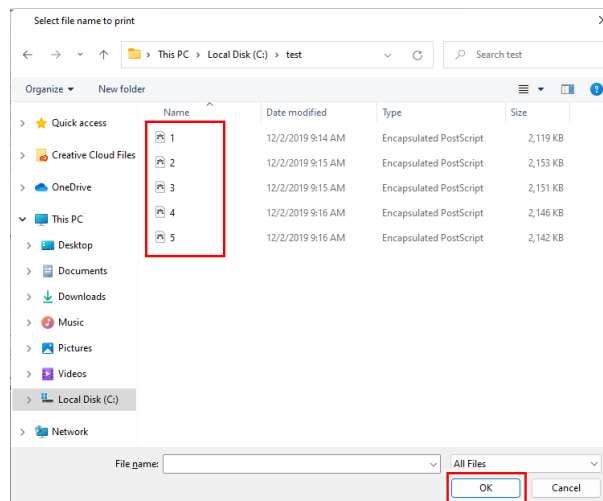 Select file name to print
This PC > Local Disk (C:) > test
Search test
Organize
New folder
Name Date modified Type Size
Quick access
Creative Cloud Files
OneDrive
This PC
Desktop
Documents
Downloads
Music
Pictures
Videos
Local Disk (C:)
Network
1 12/2/2019 9:14 AM Encapsulated PostScript 2,119 KB
2 12/2/2019 9:15 AM Encapsulated PostScript 2,153 KB
3 12/2/2019 9:15 AM Encapsulated PostScript 2,151 KB
4 12/2/2019 9:16 AM Encapsulated PostScript 2,146 KB
5 12/2/2019 9:16 AM Encapsulated PostScript 2,142 KB
File name:
All Files
OK
Cancel